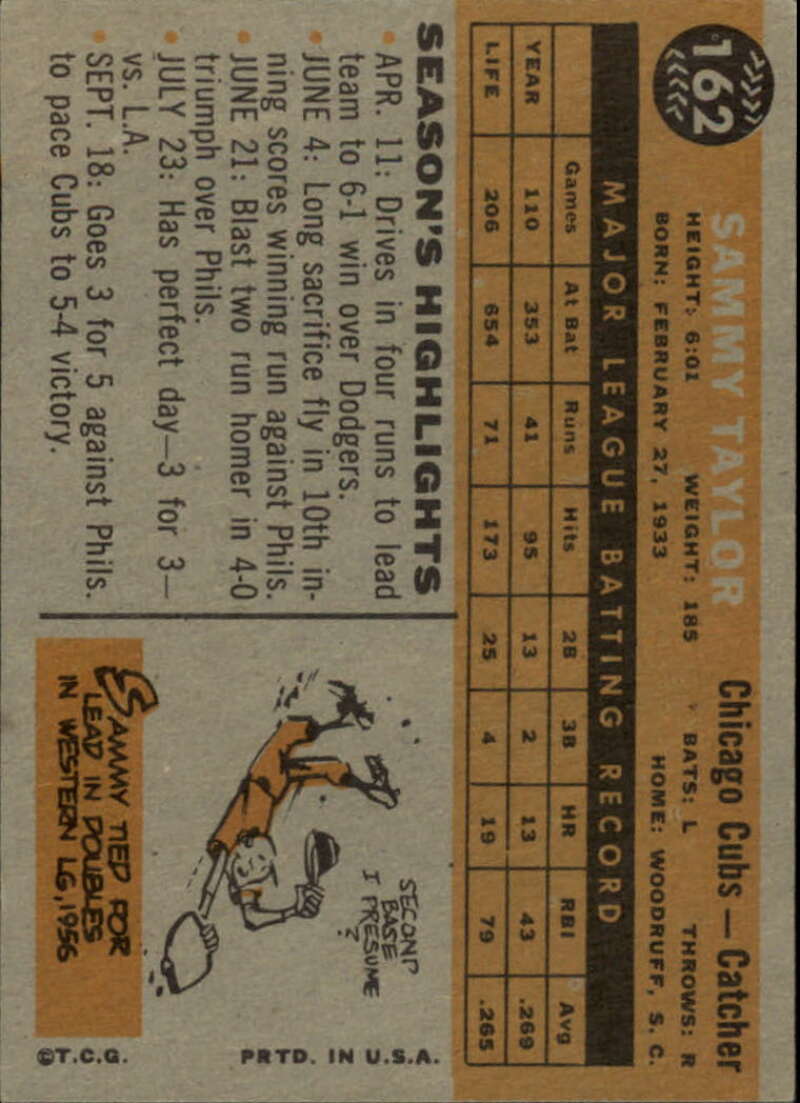 162
SAMMY TAYLOR Chicago Cubs — Catcher
HEIGHT: 6:01 WEIGHT: 185 BATS: L THROWS: R
BORN: FEBRUARY 27, 1933 HOME: WOODRUFF, S. C.
MAJOR LEAGUE BATTING RECORD
Games At Bat Runs Hits 2B 3B HR RBI Avg
YEAR 110 353 41 95 13 2 13 43 .269
LIFE 206 654 71 173 25 4 19 79 .265
SEASON'S HIGHLIGHTS
• APR. 11: Drives in four runs to lead
team to 6-1 win over Dodgers.
• JUNE 4: Long sacrifice fly in 10th in-
ning scores winning run against Phils.
• JUNE 21: Blast two run homer in 4-0
triumph over Phils.
• JULY 23: Has perfect day—3 for 3—
vs. L.A.
• SEPT. 18: Goes 3 for 5 against Phils.
to pace Cubs to 5-4 victory.
SECOND
BASE
I PRESUME
?
SAMMY TIED FOR
LEAD IN DOUBLES
IN WESTERN LG, 1956
©T.C.G. PRTD. IN U.S.A.